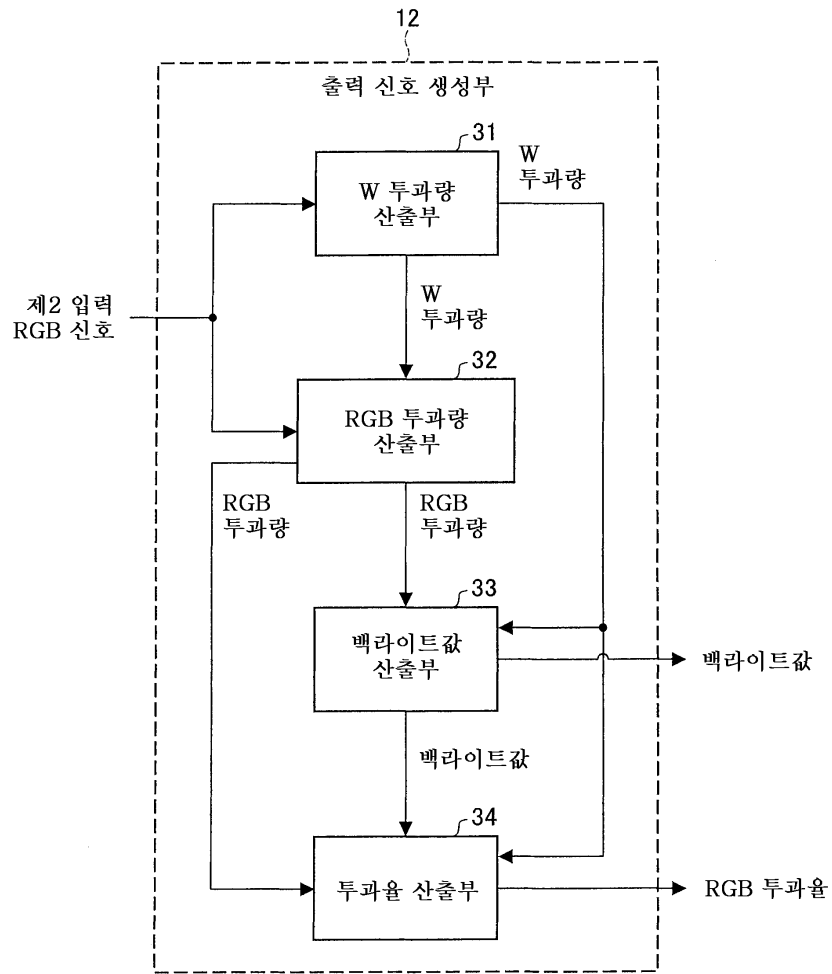 12
출력 신호 생성부
31
W 투과량
산출부
W
투과량
제2 입력
RGB 신호
W
투과량
32
RGB 투과량
산출부
RGB
투과량
RGB
투과량
33
백라이트값
산출부
백라이트값
백라이트값
34
투과율 산출부
RGB 투과율